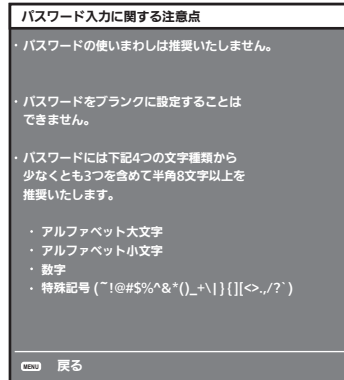 パスワード入力に関する注意点
・パスワードの使いまわしは推奨いたしません。
・パスワードをブランクに設定することは
できません。
・パスワードには下記4つの文字種類から
少なくとも3つを含めて半角8文字以上を
推奨いたします。
・ アルファベット大文字
・ アルファベット小文字
・ 数字
・ 特殊記号 (~!@#$%^&*()_+\|}{][<>.,/?`)
MENU 戻る